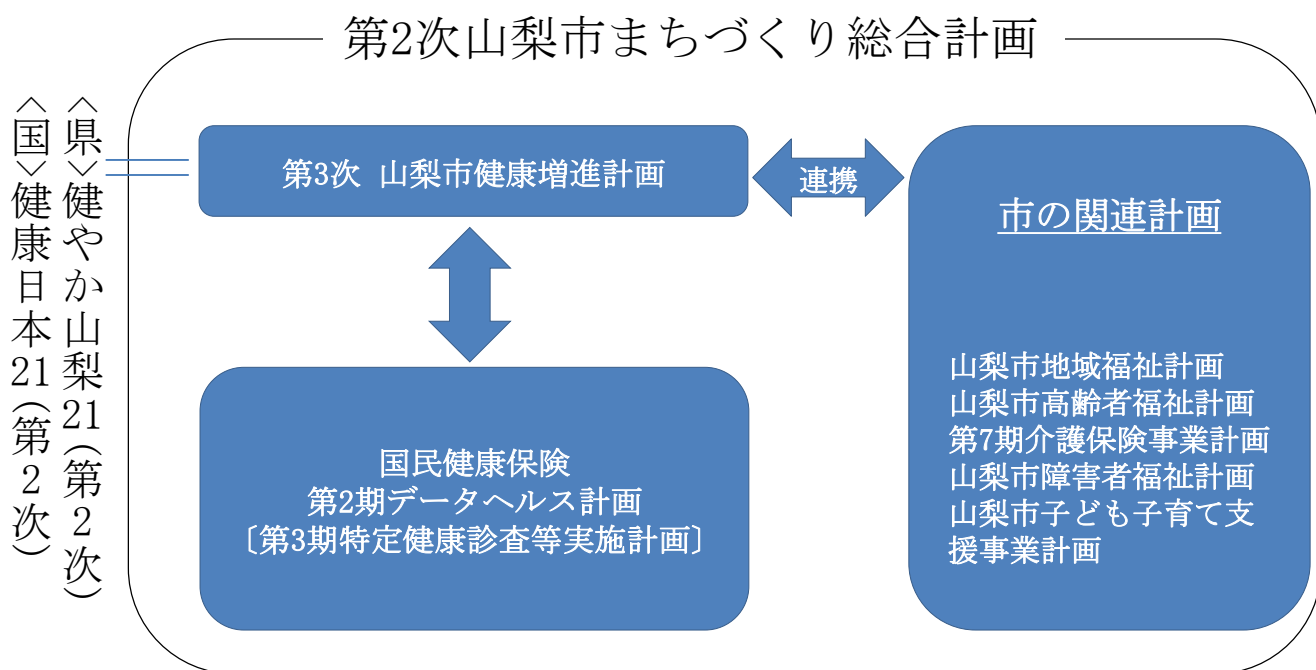 第2次山梨市まちづくり総合計画
〈県〉健やか山梨21(第2次)
〈国〉健康日本21(第2次)
第3次 山梨市健康増進計画
連携
市の関連計画
山梨市地域福祉計画
山梨市高齢者福祉計画
第7期介護保険事業計画
山梨市障害者福祉計画
山梨市子ども子育て支
援事業計画
国民健康保険
第2期データヘルス計画
〔第3期特定健康診査等実施計画〕